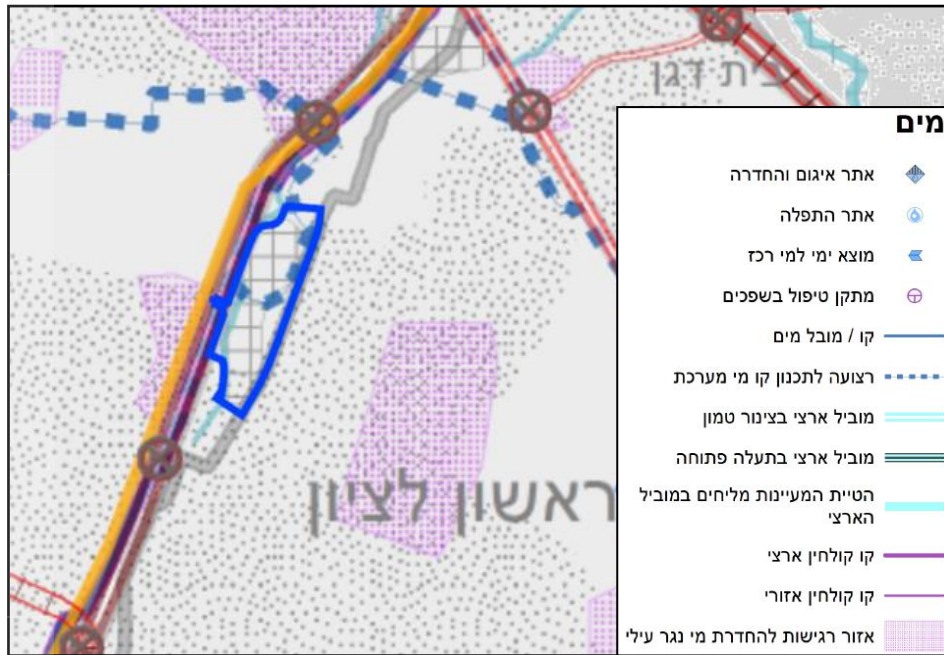 בית דגן
ראשון לציון
מים
אתר איגום והחדרה
אתר התפלה
מוצא ימי למי רכז
מתקן טיפול בשפכים
קו / מובל מים
רצועה לתכנון קו מי מערכת
מוביל ארצי בצינור טמון
מוביל ארצי בתעלה פתוחה
הטיית המעיינות מליחים במוביל
הארצי
קו קולחין ארצי
קו קולחין אזורי
אזור רגישות להחדרת מי נגר עילי